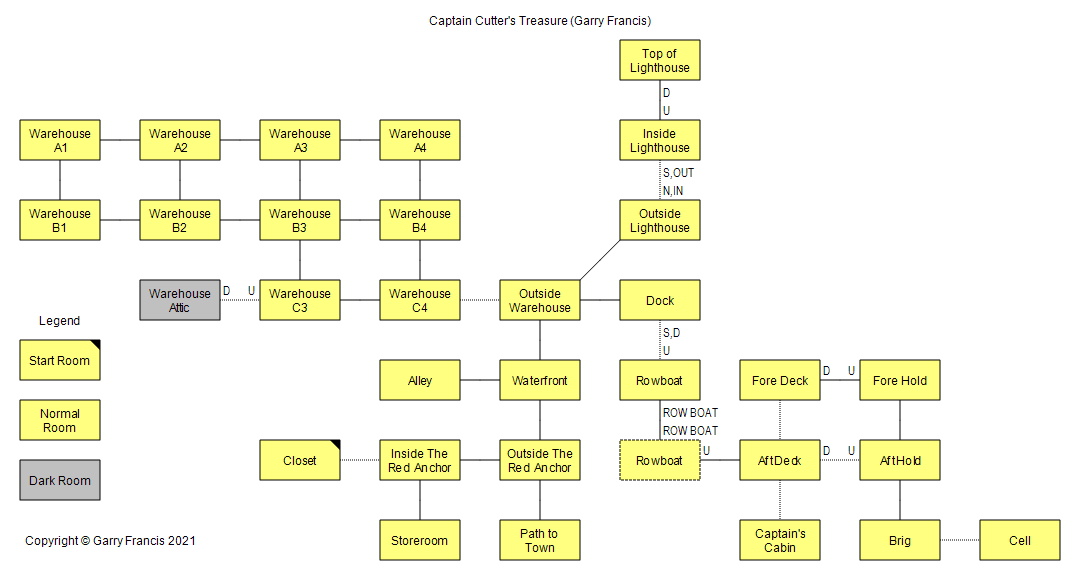 Captain Cutter's Treasure (Garry Francis)
Top of
Lighthouse
D
U
Warehouse
A1
Warehouse
A2
Warehouse
A3
Warehouse
A4
Inside
Lighthouse
S,OUT
N,IN
Warehouse
B1
Warehouse
B2
Warehouse
B3
Warehouse
B4
Outside
Lighthouse
Warehouse
Attic
D
U
Warehouse
C3
Warehouse
C4
Outside
Warehouse
Dock
S,D
U
Legend
Start Room
Alley
Waterfront
Rowboat
Fore Deck
D
U
Fore Hold
ROW BOAT
ROW BOAT
Normal
Room
Closet
Inside The
Red Anchor
Outside The
Red Anchor
Rowboat
U
Aft Deck
D
U
Aft Hold
Dark Room
Storeroom
Path to
Town
Captain's
Cabin
Brig
Cell
Copyright © Garry Francis 2021